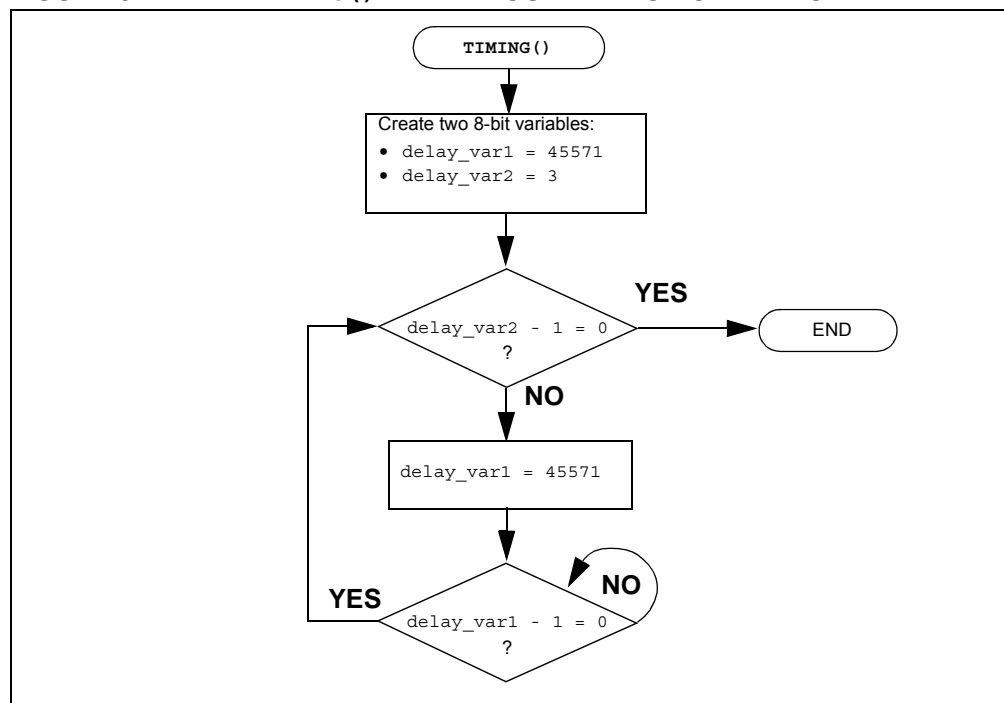 TIMING()
Create two 8-bit variables:
• delay_var1 = 45571
• delay_var2 = 3
delay_var2 - 1 = 0
?
YES
END
NO
delay_var1 = 45571
delay_var1 - 1 = 0
?
YES
NO